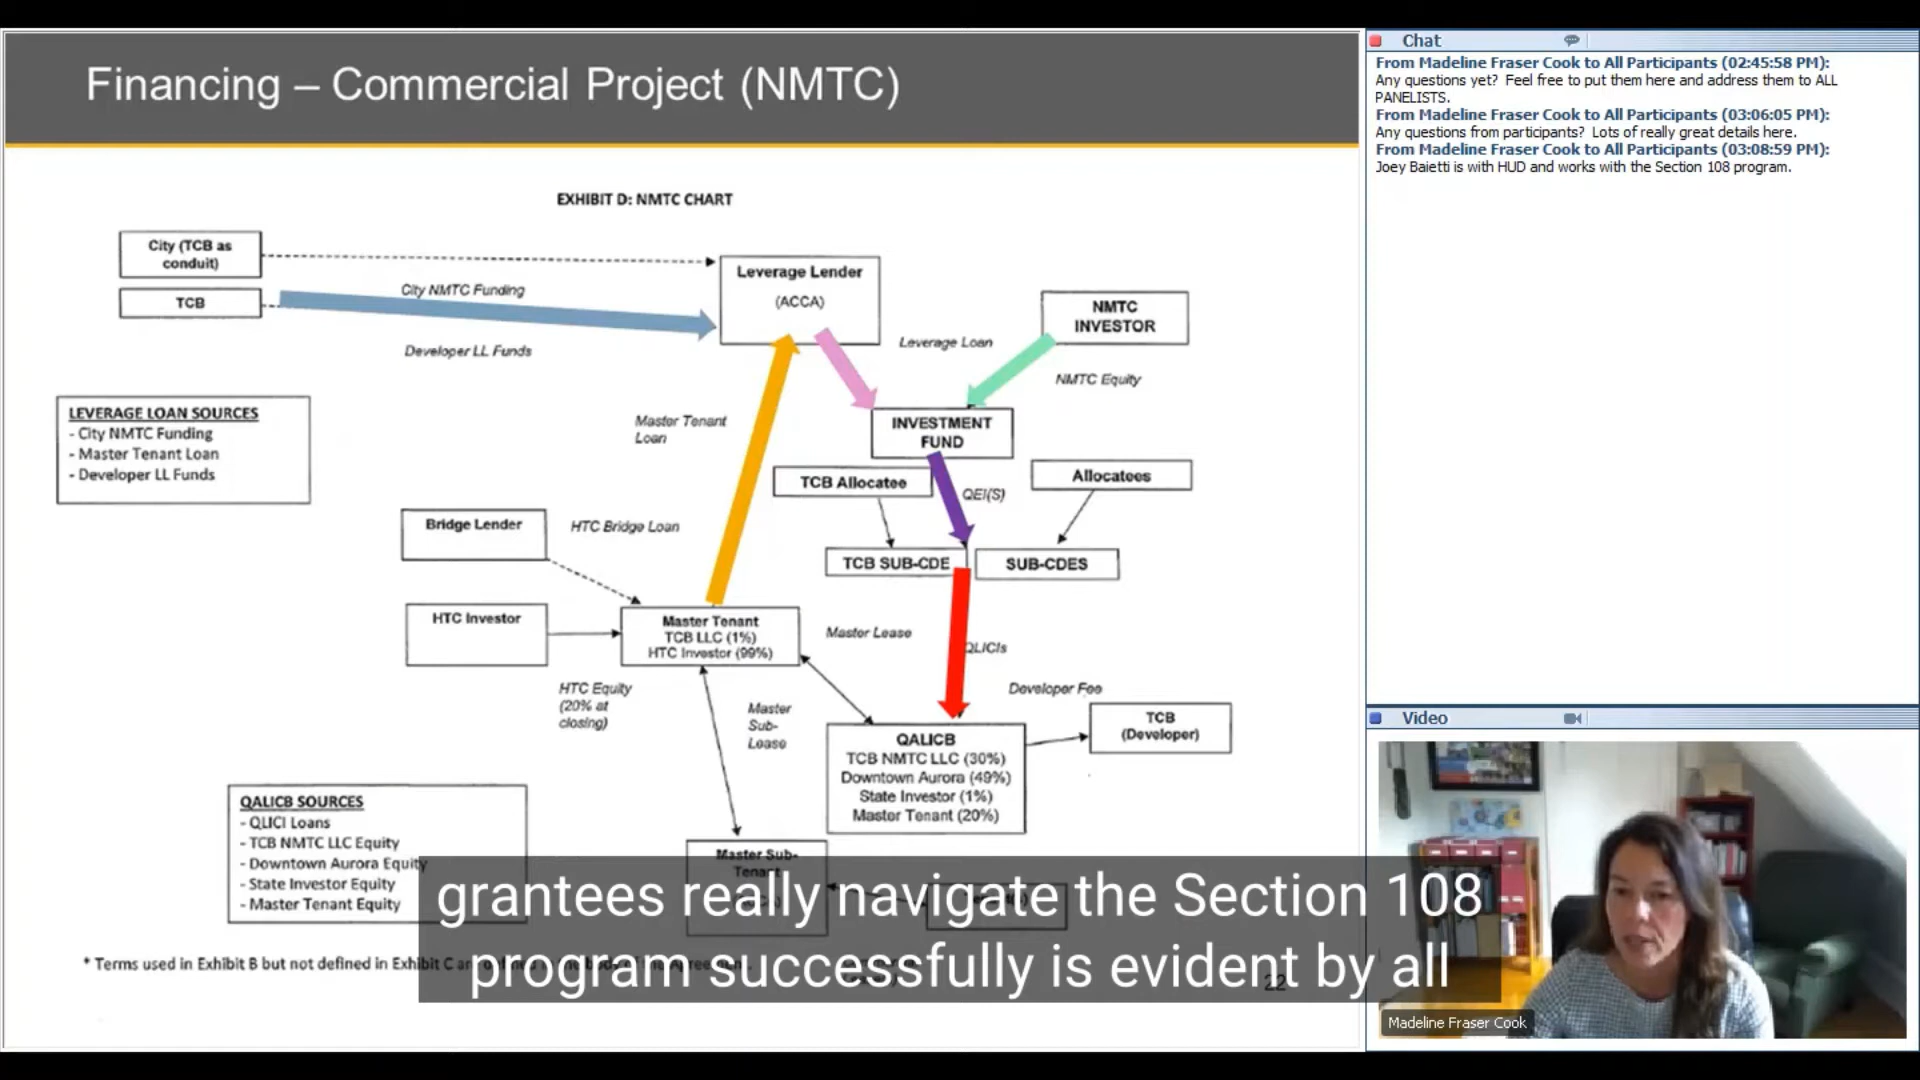 Financing – Commercial Project (NMTC)
EXHIBIT D: NMTC CHART
City (TCB as
conduit)
TCB
City NMTC Funding
Developer LL Funds
Leverage Lender
(ACCA)
NMTC
INVESTOR
Leverage Loan
NMTC Equity
LEVERAGE LOAN SOURCES
- City NMTC Funding
- Master Tenant Loan
- Developer LL Funds
Master Tenant
Loan
INVESTMENT
FUND
TCB Allocatee
QEI(S)
Allocatees
Bridge Lender
HTC Bridge Loan
TCB SUB-CDE
SUB-CDES
HTC Investor
Master Tenant
TCB LLC (1%)
HTC Investor (99%)
Master Lease
QLICIs
HTC Equity
(20% at
closing)
Master
Sub-
Lease
Developer Fee
TCB
(Developer)
QALICB
TCB NMTC LLC (30%)
Downtown Aurora (49%)
State Investor (1%)
Master Tenant (20%)
QALICB SOURCES
- QLICI Loans
- TCB NMTC LLC Equity
- Downtown Aurora Equity
- State Investor Equity
- Master Tenant Equity
Master Sub-
Tenant
* Terms used in Exhibit B but not defined in Exhibit C
22
grantees really navigate the Section 108
program successfully is evident by all
Chat
From Madeline Fraser Cook to All Participants (02:45:58 PM):
Any questions yet? Feel free to put them here and address them to ALL
PANELISTS.
From Madeline Fraser Cook to All Participants (03:06:05 PM):
Any questions from participants? Lots of really great details here.
From Madeline Fraser Cook to All Participants (03:08:59 PM):
Joey Baietti is with HUD and works with the Section 108 program.
Video
Madeline Fraser Cook